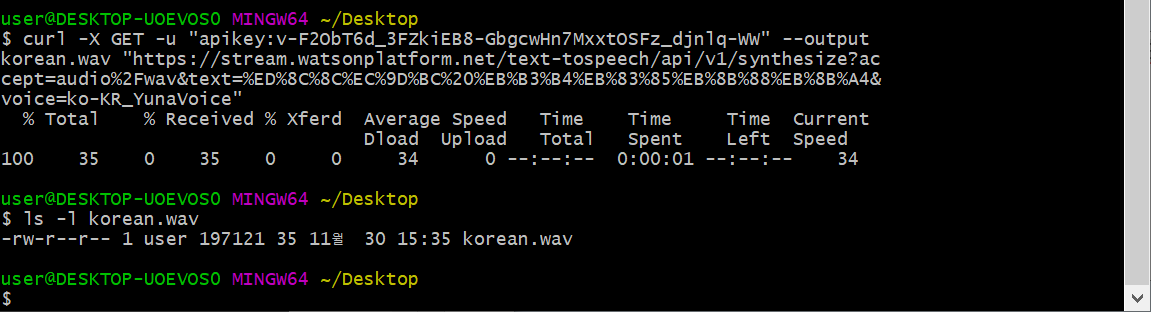 user@DESKTOP-UOEVOS0 MINGW64 ~/Desktop
$ curl -X GET -u "apikey:v-F2ObT6d_3FZkiEB8-GbgcwHn7MxxtOSFz_djnlq-WW" --output
korean.wav "https://stream.watsonplatform.net/text-tospeech/api/v1/synthesize?ac
cept=audio%2Fwav&text=%ED%8C%8C%EC%9D%BC%20%EB%B3%B4%EB%83%85%EB%8B%88%EB%8B%A4&
voice=ko-KR_YunaVoice"
% Total % Received % Xferd Average Speed Time Time Time Current
Dload Upload Total Spent Left Speed
100 35 0 35 0 0 34 0 --:--:-- 0:00:01 --:--:-- 34
user@DESKTOP-UOEVOS0 MINGW64 ~/Desktop
$ ls -l korean.wav
-rw-r--r-- 1 user 197121 35 11월 30 15:35 korean.wav
user@DESKTOP-UOEVOS0 MINGW64 ~/Desktop
$